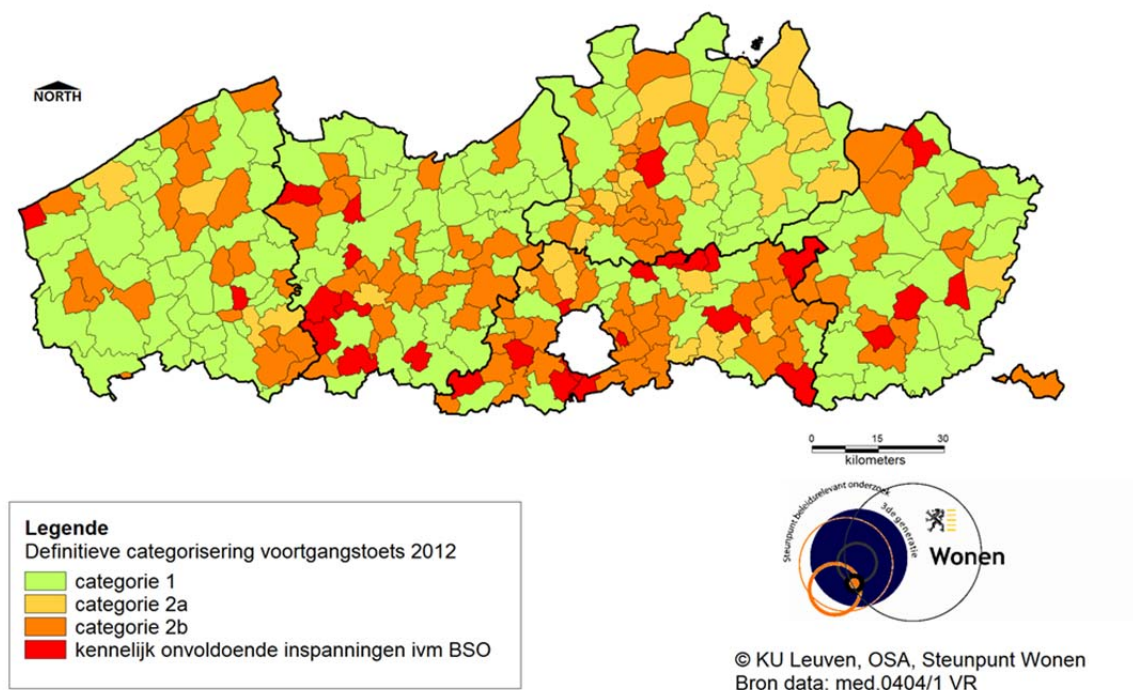 NORTH
0 15 30
kilometers
Legende
Definitieve categorisering voortgangstoets 2012
categorie 1
categorie 2a
categorie 2b
kennelijk onvoldoende inspanningen ivm BSO
Steunpunt beleidsrelevant onderzoek
3de generatie
Wonen
© KU Leuven, OSA, Steunpunt Wonen
Bron data: med.0404/1 VR